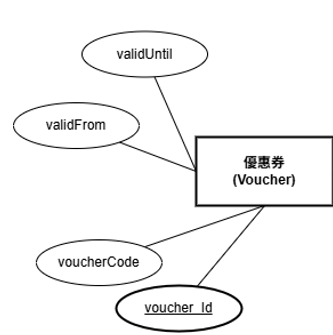 validUntil
validFrom
優惠券
(Voucher)
voucherCode
voucher_Id